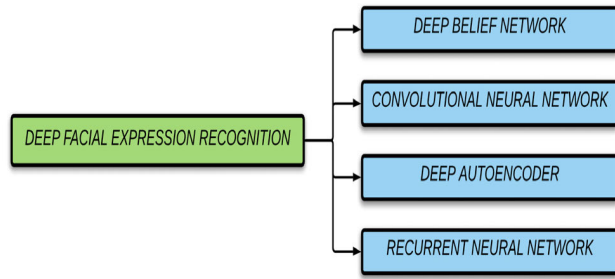 DEEP FACIAL EXPRESSION RECOGNITION
DEEP BELIEF NETWORK
CONVOLUTIONAL NEURAL NETWORK
DEEP AUTOENCODER
RECURRENT NEURAL NETWORK